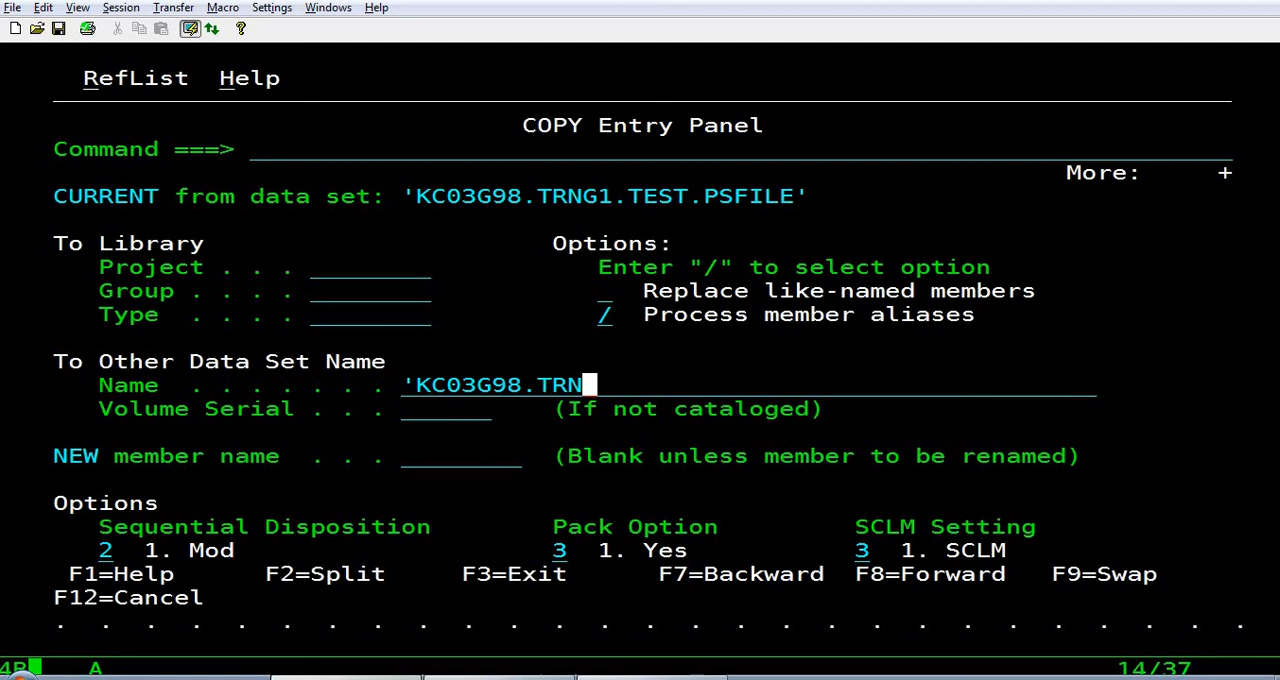 File Edit View Session Transfer Macro Settings Windows Help
RefList Help
COPY Entry Panel
Command ===>
More: +
CURRENT from data set: 'KC03G98.TRNG1.TEST.PSFILE'
To Library Options:
Project . . . Enter "/" to select option
Group . . . . _ Replace like-named members
Type . . . . / Process member aliases
To Other Data Set Name
Name . . . . . . . 'KC03G98.TRN
Volume Serial . . . (If not cataloged)
NEW member name . . . (Blank unless member to be renamed)
Options
Sequential Disposition Pack Option SCLM Setting
2 1. Mod 3 1. Yes 3 1. SCLM
F1=Help F2=Split F3=Exit F7=Backward F8=Forward F9=Swap
F12=Cancel
. . . . . . . . . . . . . . . . . . . . . . . . . . .
A 14/37